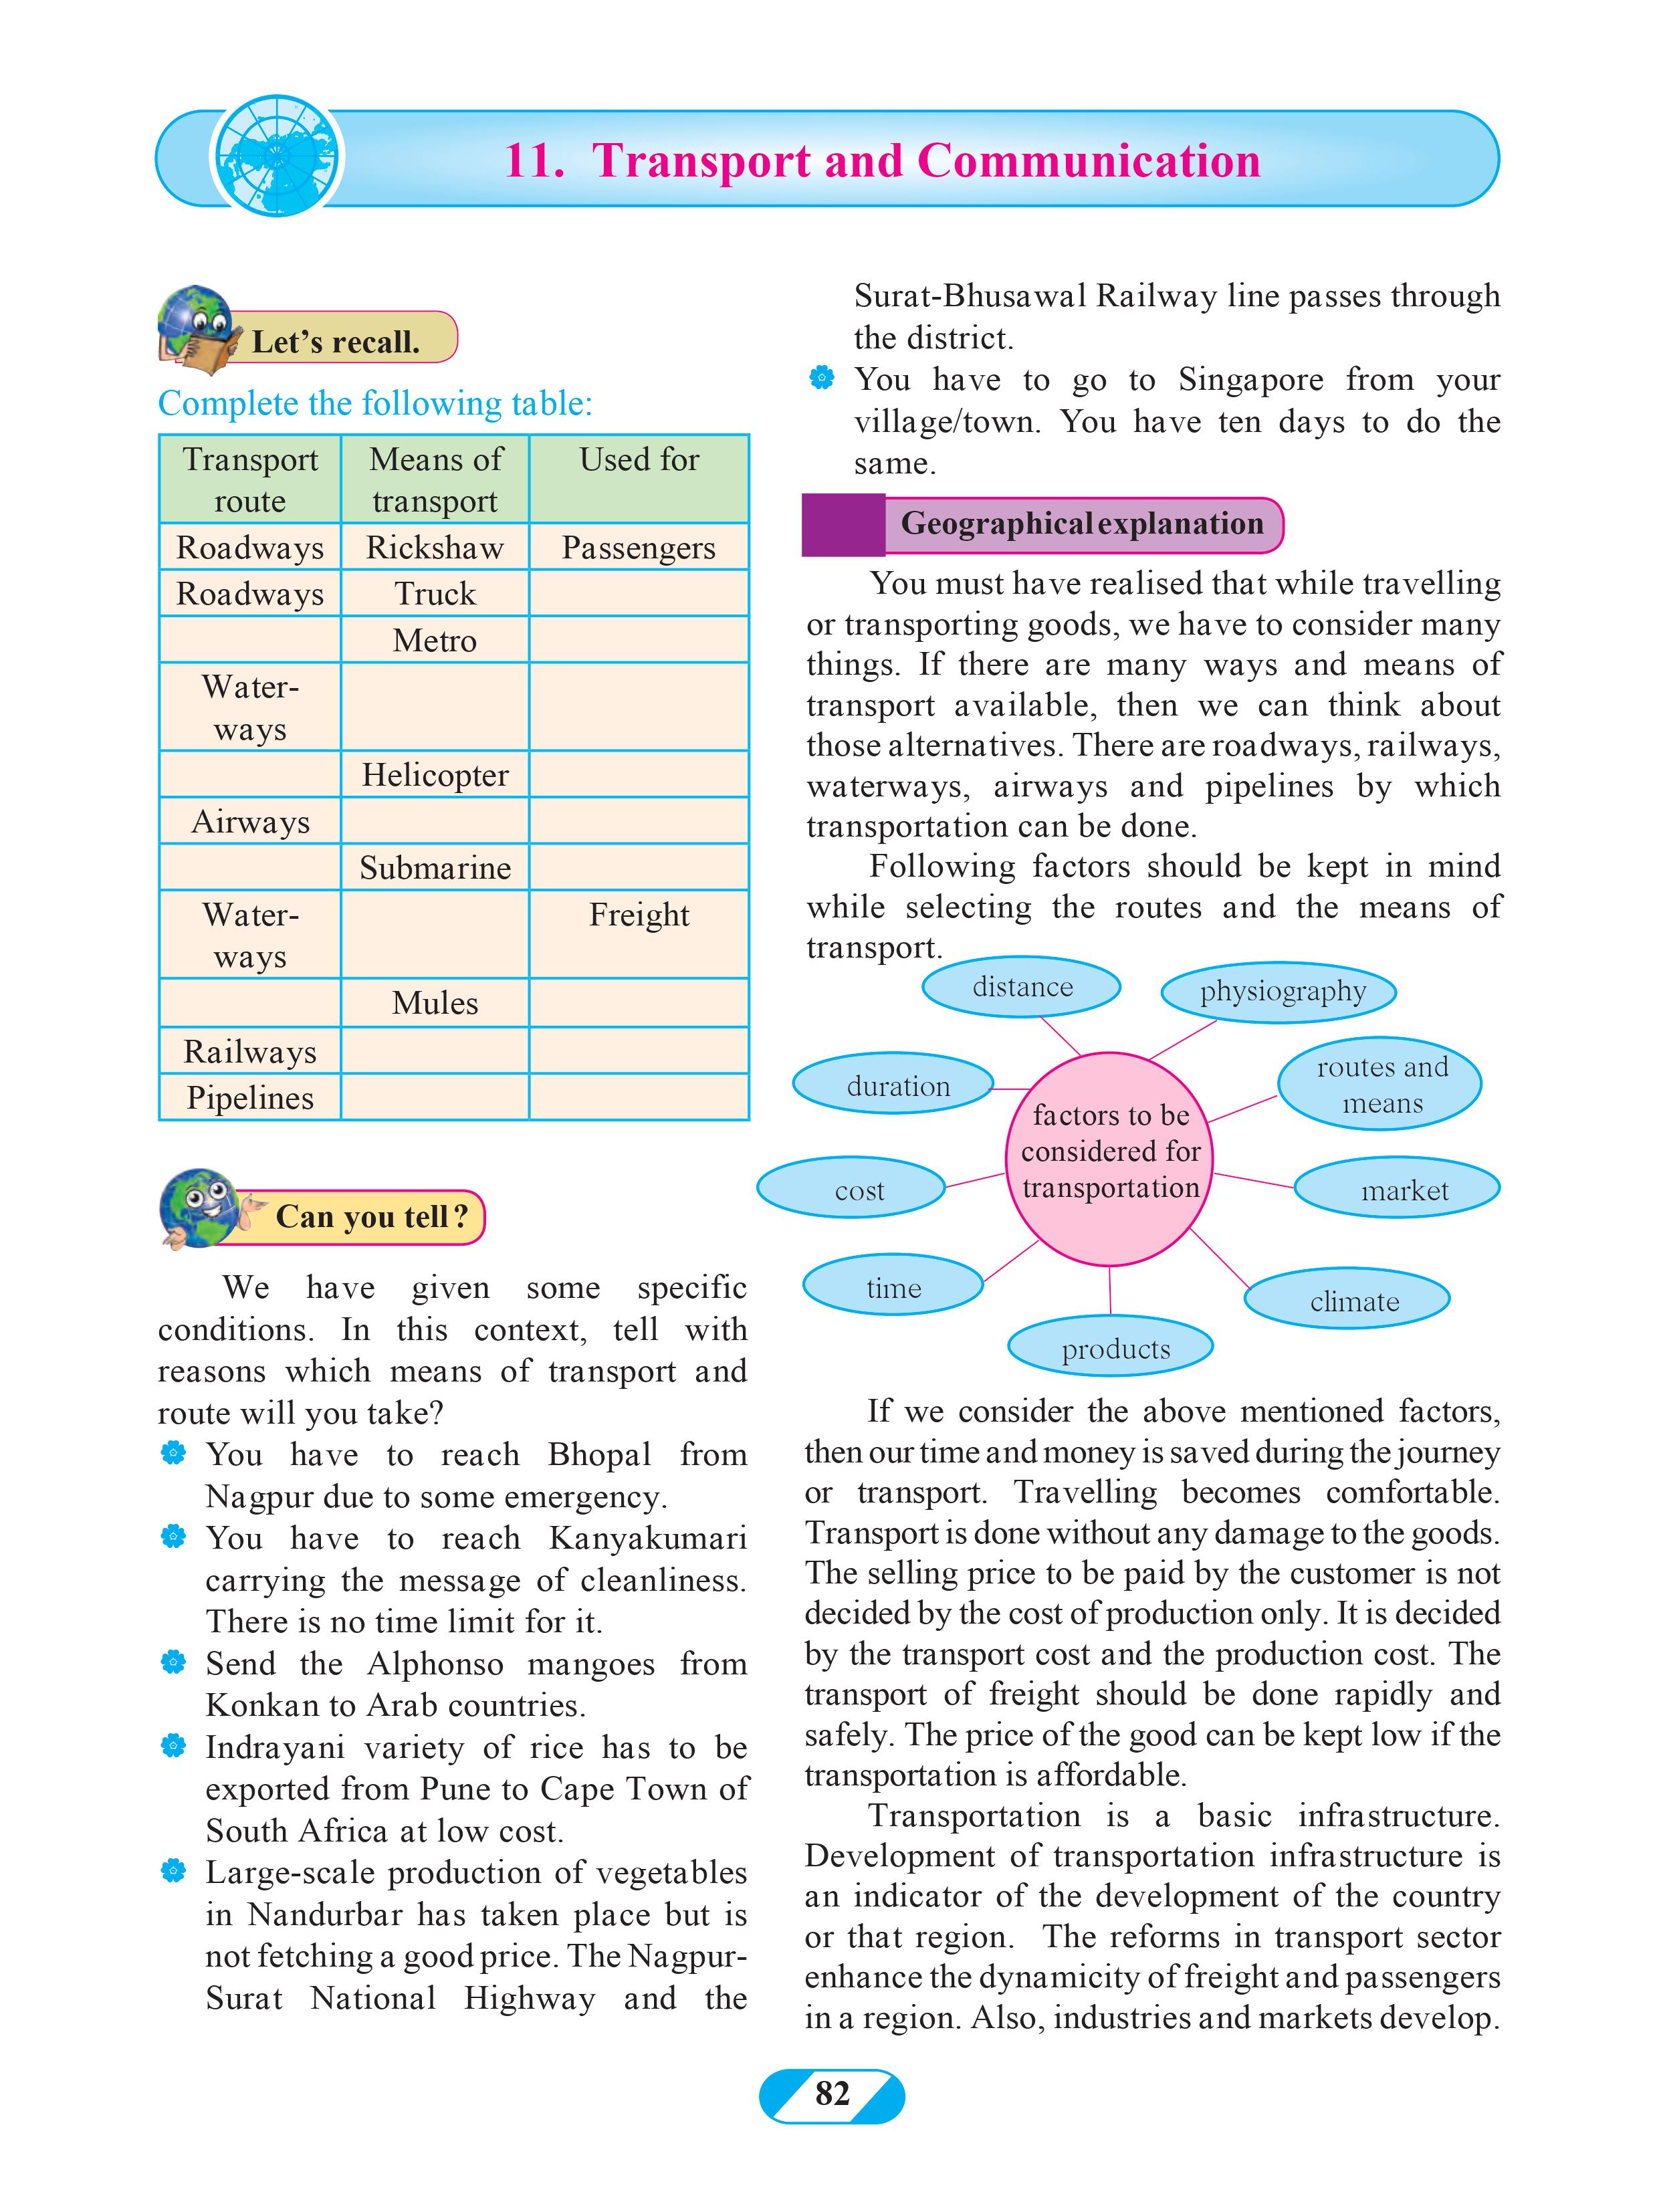 11. Transport and Communication
Let’s recall.
Complete the following table:
Transport route | Means of transport | Used for
Roadways | Rickshaw | Passengers
Roadways | Truck |
| Metro |
Water-ways | |
| Helicopter |
Airways | |
| Submarine |
Water-ways | | Freight
| Mules |
Railways | |
Pipelines | |
Can you tell?
We have given some specific
conditions. In this context, tell with
reasons which means of transport and
route will you take?
You have to reach Bhopal from
Nagpur due to some emergency.
You have to reach Kanyakumari
carrying the message of cleanliness.
There is no time limit for it.
Send the Alphonso mangoes from
Konkan to Arab countries.
Indrayani variety of rice has to be
exported from Pune to Cape Town of
South Africa at low cost.
Large-scale production of vegetables
in Nandurbar has taken place but is
not fetching a good price. The Nagpur-
Surat National Highway and the
Surat-Bhusawal Railway line passes through
the district.
You have to go to Singapore from your
village/town. You have ten days to do the
same.
Geographical explanation
You must have realised that while travelling
or transporting goods, we have to consider many
things. If there are many ways and means of
transport available, then we can think about
those alternatives. There are roadways, railways,
waterways, airways and pipelines by which
transportation can be done.
Following factors should be kept in mind
while selecting the routes and the means of
transport.
distance
physiography
duration
routes and
means
factors to be
considered for
transportation
cost
market
time
climate
products
If we consider the above mentioned factors,
then our time and money is saved during the journey
or transport. Travelling becomes comfortable.
Transport is done without any damage to the goods.
The selling price to be paid by the customer is not
decided by the cost of production only. It is decided
by the transport cost and the production cost. The
transport of freight should be done rapidly and
safely. The price of the good can be kept low if the
transportation is affordable.
Transportation is a basic infrastructure.
Development of transportation infrastructure is
an indicator of the development of the country
or that region. The reforms in transport sector
enhance the dynamicity of freight and passengers
in a region. Also, industries and markets develop.
82